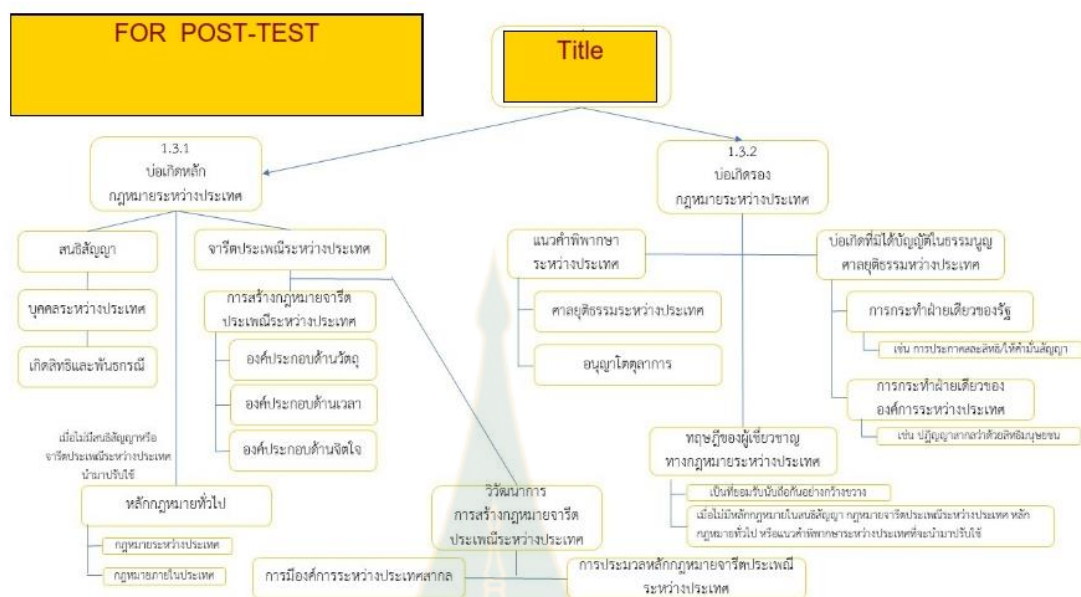 FOR POST-TEST
Title
1.3.1
บ่อเกิดหลัก
กฎหมายระหว่างประเทศ
1.3.2
บ่อเกิดรอง
กฎหมายระหว่างประเทศ
สนธิสัญญา
บุคคลระหว่างประเทศ
เกิดสิทธิและพันธกรณี
จารีตประเพณีระหว่างประเทศ
การสร้างกฎหมายจารีต
ประเพณีระหว่างประเทศ
องค์ประกอบด้านวัตถุ
องค์ประกอบด้านเวลา
องค์ประกอบด้านจิตใจ
เมื่อไม่มีสนธิสัญญาหรือ
จารีตประเพณีระหว่างประเทศ
นำมาปรับใช้
หลักกฎหมายทั่วไป
กฎหมายระหว่างประเทศ
กฎหมายภายในประเทศ
วิวัฒนาการ
การสร้างกฎหมายจารีต
ประเพณีระหว่างประเทศ
การมีองค์การระหว่างประเทศสากล
การประมวลหลักกฎหมายจารีตประเพณี
ระหว่างประเทศ
แนวคำพิพากษา
ระหว่างประเทศ
ศาลยุติธรรมระหว่างประเทศ
อนุญาโตตุลาการ
บ่อเกิดที่มิได้บัญญัติในธรรมนูญ
ศาลยุติธรรมหว่างประเทศ
การกระทำฝ่ายเดียวของรัฐ
เช่น การประกาศสละสิทธิ/ให้คำมั่นสัญญา
การกระทำฝ่ายเดียวของ
องค์การระหว่างประเทศ
เช่น ปฏิญญาสากลว่าด้วยสิทธิมนุษยชน
ทฤษฎีของผู้เชี่ยวชาญ
ทางกฎหมายระหว่างประเทศ
เป็นที่ยอมรับนับถือกันอย่างกว้างขวาง
เมื่อไม่มีหลักกฎหมายในสนธิสัญญา กฎหมายจารีตประเพณีระหว่างประเทศ หลัก
กฎหมายทั่วไป หรือแนวคำพิพากษาระหว่างประเทศที่จะนำมาปรับใช้